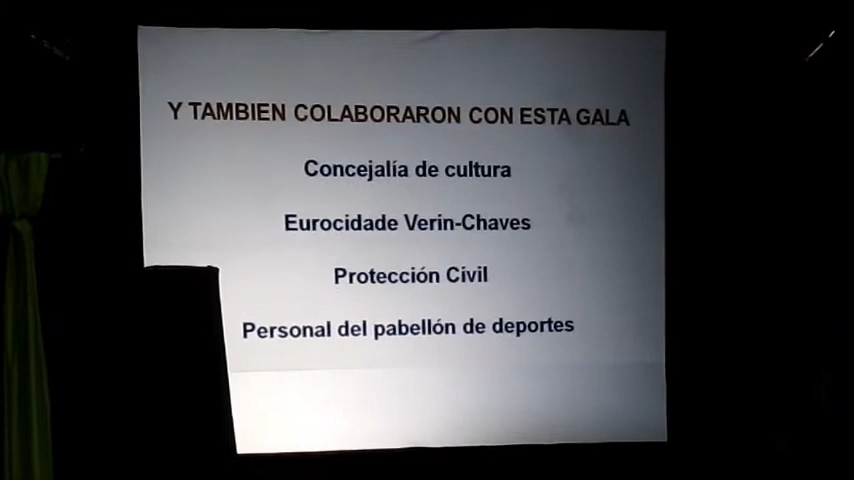 Y TAMBIEN COLABORARON CON ESTA GALA
Concejalía de cultura
Eurocidade Verin-Chaves
Protección Civil
Personal del pabellón de deportes